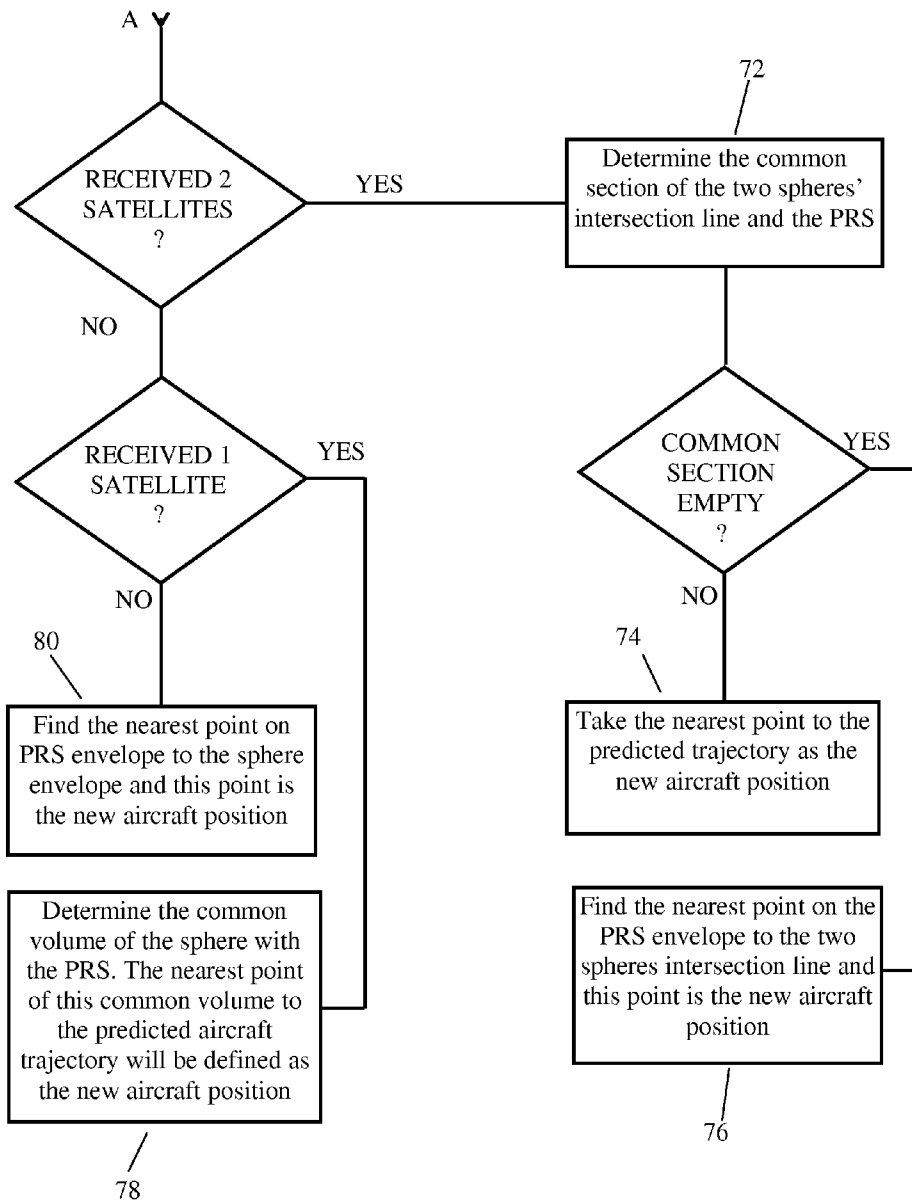 A
72
RECEIVED 2
SATELLITES
?
YES
Determine the common
section of the two spheres’
intersection line and the PRS
NO
RECEIVED 1
SATELLITE
?
YES
COMMON
SECTION
EMPTY
?
YES
NO
NO
80
74
Find the nearest point on
PRS envelope to the sphere
envelope and this point is
the new aircraft position
Take the nearest point to the
predicted trajectory as the
new aircraft position
Determine the common
volume of the sphere with
the PRS. The nearest point
of this common volume to
the predicted aircraft
trajectory will be defined as
the new aircraft position
Find the nearest point on the
PRS envelope to the two
spheres intersection line and
this point is the new aircraft
position
76
78